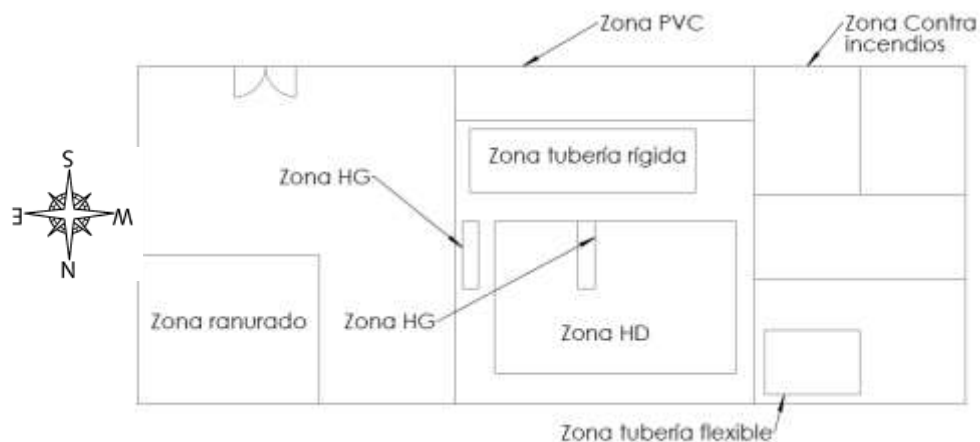 Zona PVC
Zona Contra
incendios
Zona tubería rígida
Zona HG
S
E
W
N
Zona ranurado
Zona HG
Zona HD
Zona tubería flexible